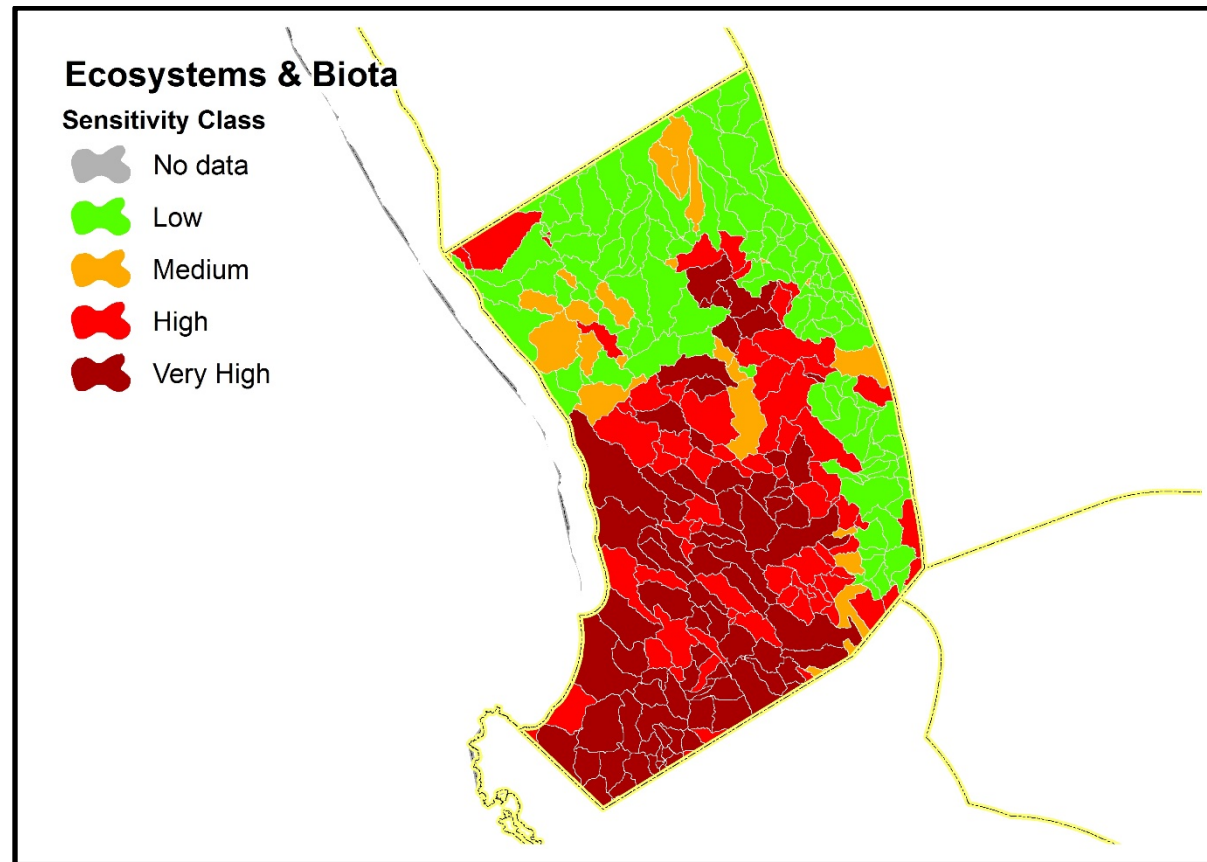 Ecosystems & Biota
Sensitivity Class
No data
Low
Medium
High
Very High